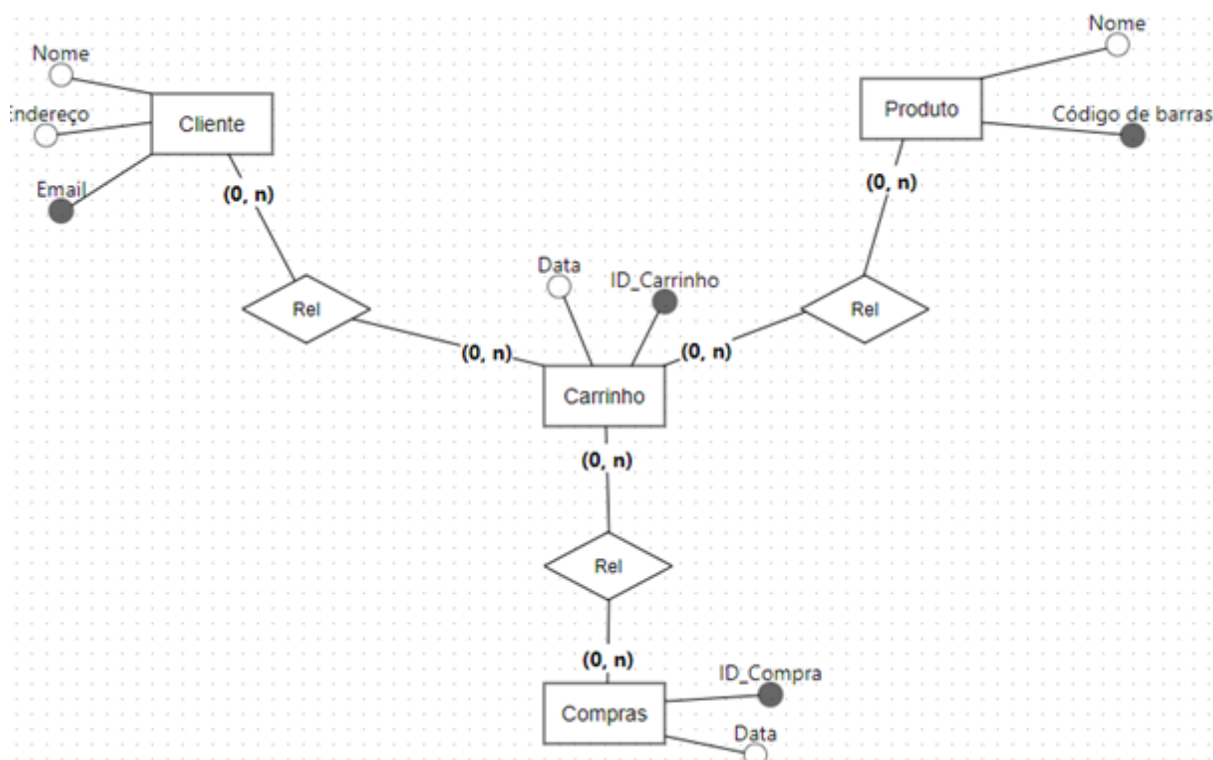 Nome
Nome
Endereço
Cliente
Produto
Código de barras
Email
(0, n)
(0, n)
Data
ID_Carrinho
Rel
Rel
(0, n)
(0, n)
Carrinho
(0, n)
Rel
(0, n)
ID_Compra
Compras
Data